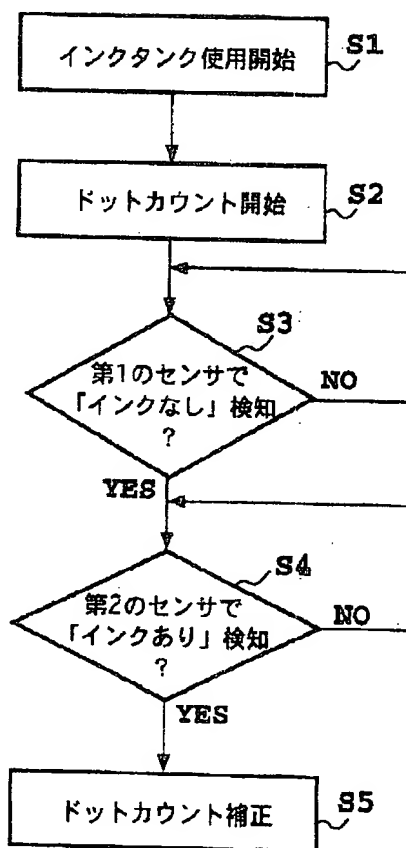 インクタンク使用開始
S1
ドットカウント開始
S2
S3
第1のセンサで
「インクなし」検知
?
NO
YES
S4
第2のセンサで
「インクあり」検知
?
NO
YES
ドットカウント補正
S5